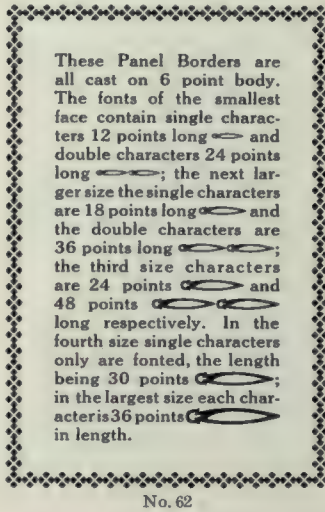 These Panel Borders are
all cast on 6 point body.
The fonts of the smallest
face contain single charac-
ters 12 points long and
double characters 24 points
long ; the next lar-
ger size the single characters
are 18 points long and
the double characters are
36 points long ;
the third size characters
are 24 points and
48 points
long respectively. In the
fourth size single characters
only are fonted, the length
being 30 points ;
in the largest size each char-
acter is 36 points
in length.
No. 62